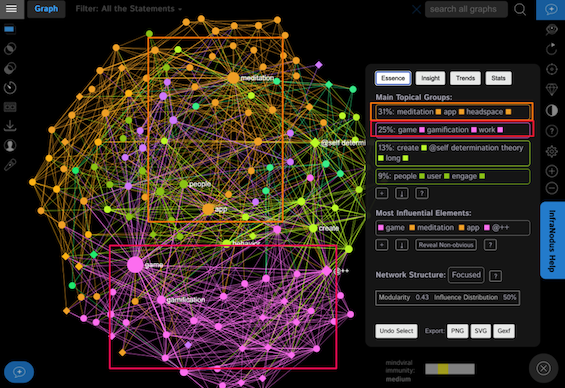 Graph
Filter: All the Statements -
search all graphs
meditation
@self determ
people
app
create
behavior
game
@++
gamification
Essence
Insight
Trends
Stats
Main Topical Groups:
31%: meditation app headspace
25%: game gamification work
13%: create @self determination theory
long
9%: people user engage
+ ↓ ?
Most Influential Elements:
game meditation app @++
+ ↓ Reveal Non-obvious ?
Network Structure: Focused ?
Modularity 0.43 Influence Distribution 50%
Undo Select
Export: PNG SVG Gexf
mindviral
immunity:
medium
InfraNodus Help